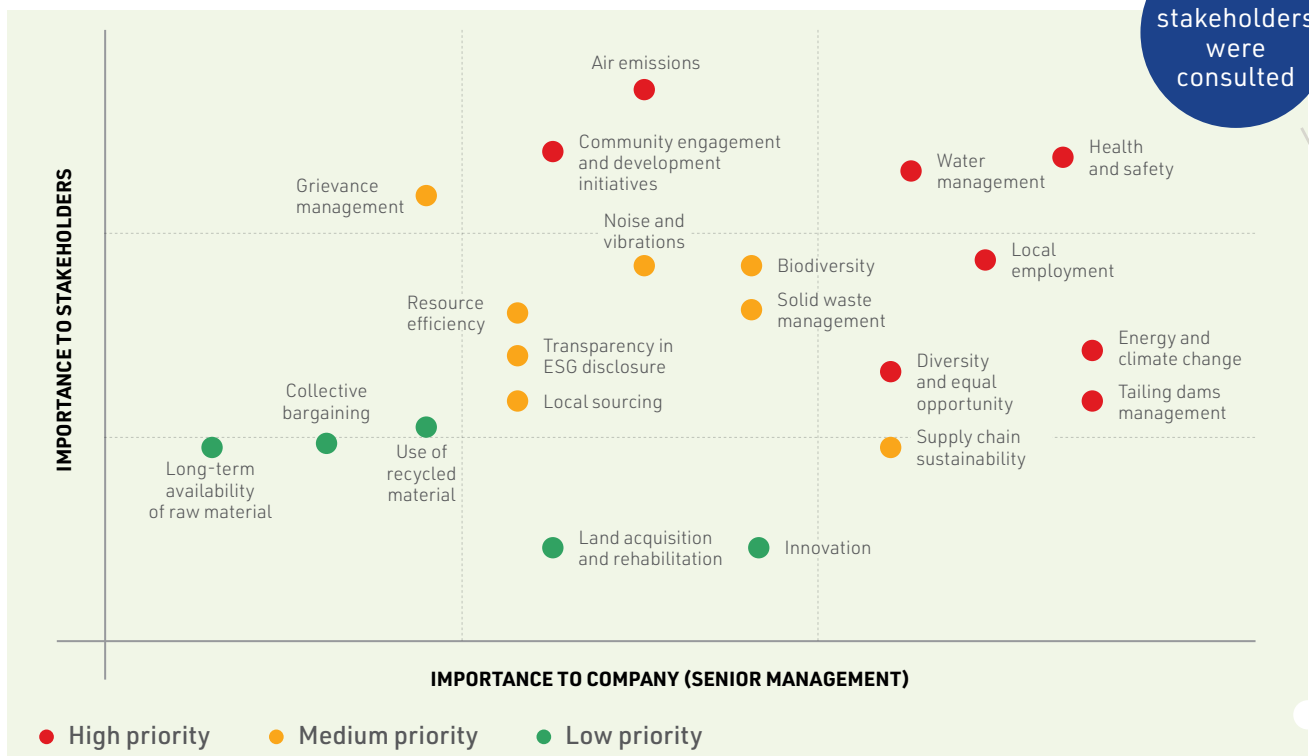 stakeholders
were
consulted
Air emissions
Community engagement
and development
initiatives
Water
management
Health
and safety
Grievance
management
Noise and
vibrations
Biodiversity
Local
employment
Resource
efficiency
Solid waste
management
Transparency in
ESG disclosure
Energy and
climate change
Diversity
and equal
opportunity
Collective
bargaining
Local sourcing
Tailing dams
management
Supply chain
sustainability
Use of
recycled
material
Long-term
availability
of raw material
Land acquisition
and rehabilitation
Innovation
IMPORTANCE TO STAKEHOLDERS
IMPORTANCE TO COMPANY (SENIOR MANAGEMENT)
High priority
Medium priority
Low priority